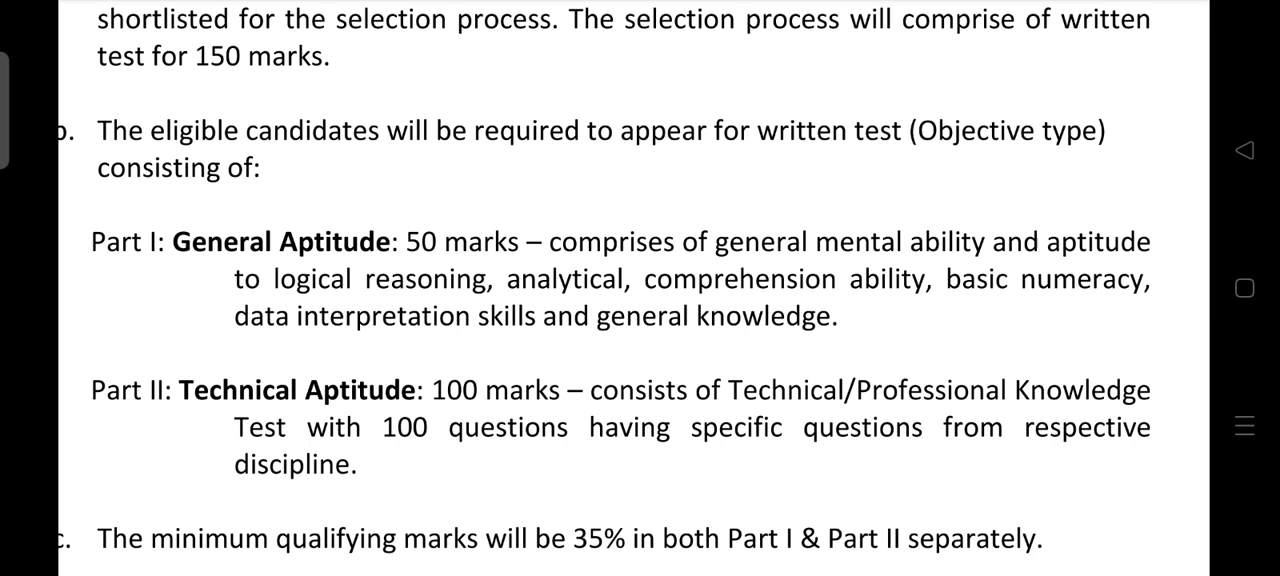 shortlisted for the selection process. The selection process will comprise of written
test for 150 marks.
b. The eligible candidates will be required to appear for written test (Objective type)
consisting of:
Part I: General Aptitude: 50 marks – comprises of general mental ability and aptitude
to logical reasoning, analytical, comprehension ability, basic numeracy,
data interpretation skills and general knowledge.
Part II: Technical Aptitude: 100 marks – consists of Technical/Professional Knowledge
Test with 100 questions having specific questions from respective
discipline.
c. The minimum qualifying marks will be 35% in both Part I & Part II separately.